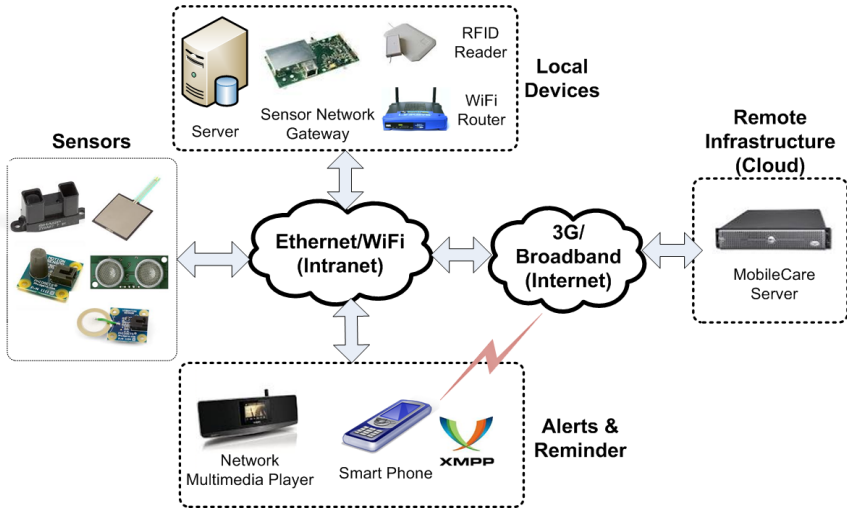 RFID
Reader
Local
Devices
WiFi
Router
Sensor Network
Gateway
Server
Sensors
Remote
Infrastructure
(Cloud)
Ethernet/WiFi
(Intranet)
3G/
Broadband
(Internet)
MobileCare
Server
Network
Multimedia Player
Smart Phone
XMPP
Alerts &
Reminder